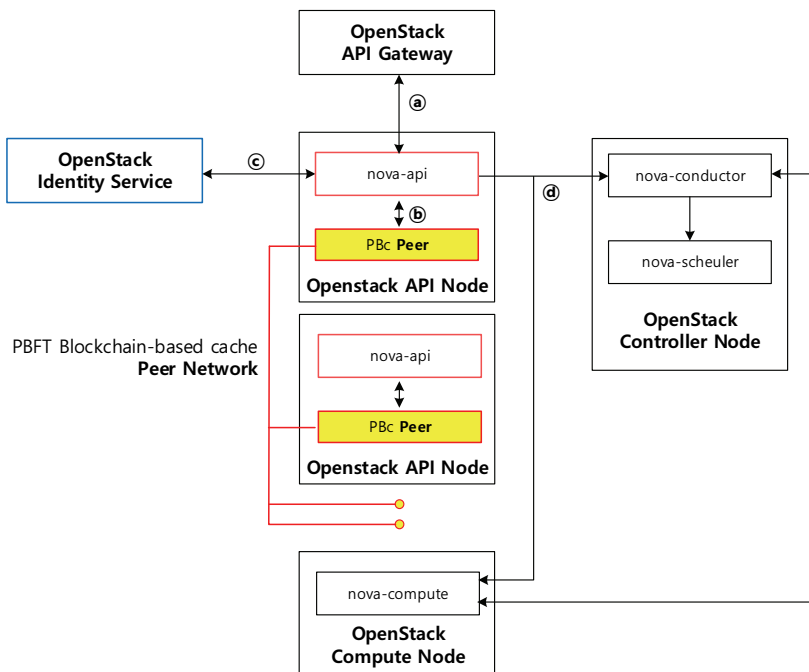 OpenStack
API Gateway
ⓐ
OpenStack
Identity Service
ⓒ
nova-api
ⓑ
PBc Peer
Openstack API Node
ⓓ
nova-conductor
nova-scheuler
OpenStack
Controller Node
PBFT Blockchain-based cache
Peer Network
nova-api
PBc Peer
Openstack API Node
nova-compute
OpenStack
Compute Node